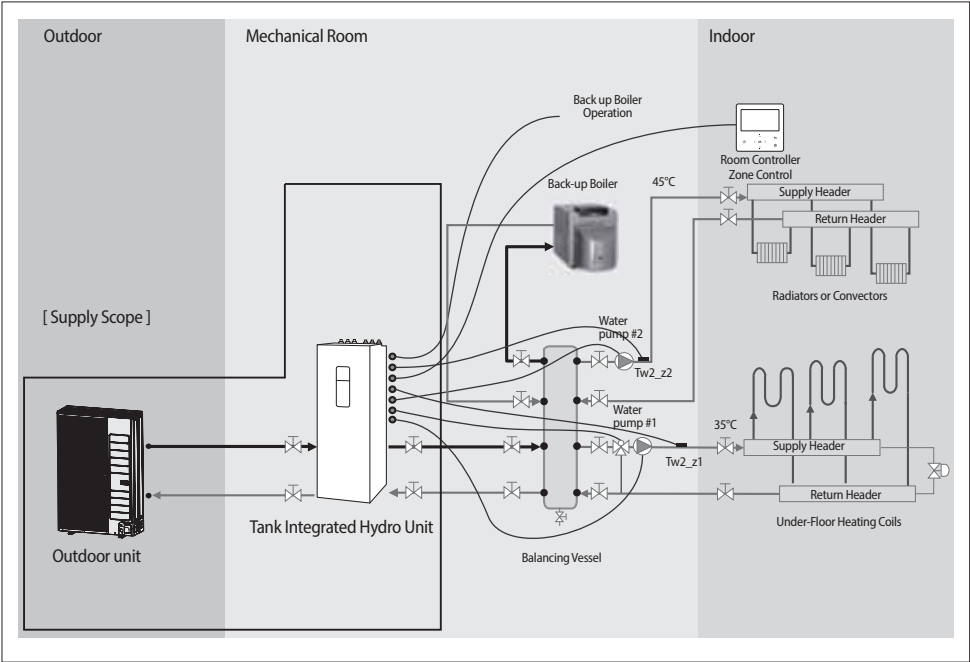 Outdoor
Mechanical Room
Indoor
Back up Boiler
Operation
Room Controller
Zone Control
Back-up Boiler
45°C
Supply Header
Return Header
Radiators or Convectors
[ Supply Scope ]
Water
pump #2
Tw2_z2
Water
pump #1
35°C
Tw2_z1
Supply Header
Return Header
Under-Floor Heating Coils
Tank Integrated Hydro Unit
Outdoor unit
Balancing Vessel